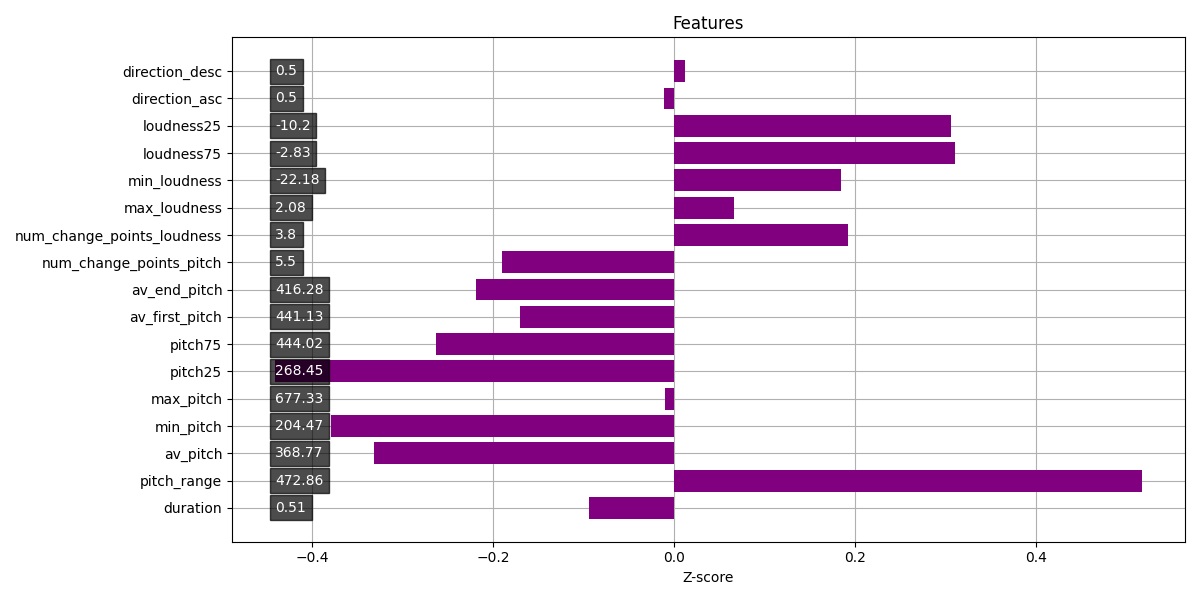 Features
direction_desc 0.5
direction_asc 0.5
loudness25 -10.2
loudness75 -2.83
min_loudness -22.18
max_loudness 2.08
num_change_points_loudness 3.8
num_change_points_pitch 5.5
av_end_pitch 416.28
av_first_pitch 441.13
pitch75 444.02
pitch25 268.45
max_pitch 677.33
min_pitch 204.47
av_pitch 368.77
pitch_range 472.86
duration 0.51
−0.4 −0.2 0.0 0.2 0.4
Z-score